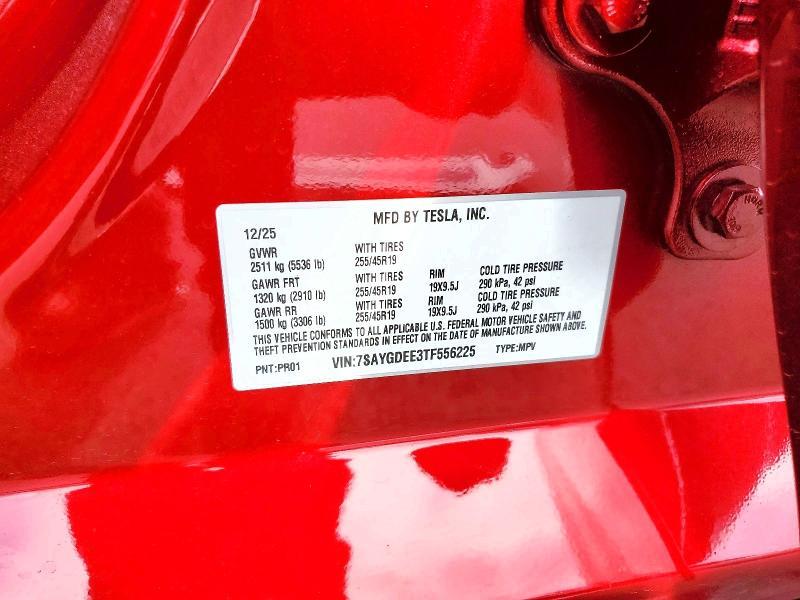 MFD BY TESLA, INC.
12/25
GVWR WITH TIRES
2511 kg (5536 lb) 255/45R19
GAWR FRT WITH TIRES RIM COLD TIRE PRESSURE
1320 kg (2910 lb) 255/45R19 19X9.5J 290 kPa, 42 psi
GAWR RR WITH TIRES RIM COLD TIRE PRESSURE
1500 kg (3306 lb) 255/45R19 19X9.5J 290 kPa, 42 psi
THIS VEHICLE CONFORMS TO ALL APPLICABLE U.S. FEDERAL MOTOR VEHICLE SAFETY AND
THEFT PREVENTION STANDARDS IN EFFECT ON THE DATE OF MANUFACTURE SHOWN ABOVE.
PNT:PR01 VIN:7SAYGDEE3TF556225 TYPE:MPV